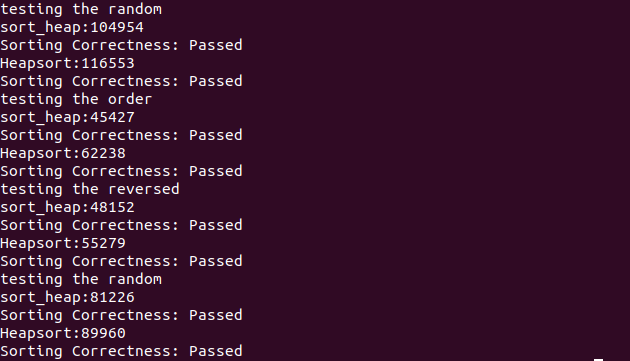 testing the random
sort_heap:104954
Sorting Correctness: Passed
Heapsort:116553
Sorting Correctness: Passed
testing the order
sort_heap:45427
Sorting Correctness: Passed
Heapsort:62238
Sorting Correctness: Passed
testing the reversed
sort_heap:48152
Sorting Correctness: Passed
Heapsort:55279
Sorting Correctness: Passed
testing the random
sort_heap:81226
Sorting Correctness: Passed
Heapsort:89960
Sorting Correctness: Passed